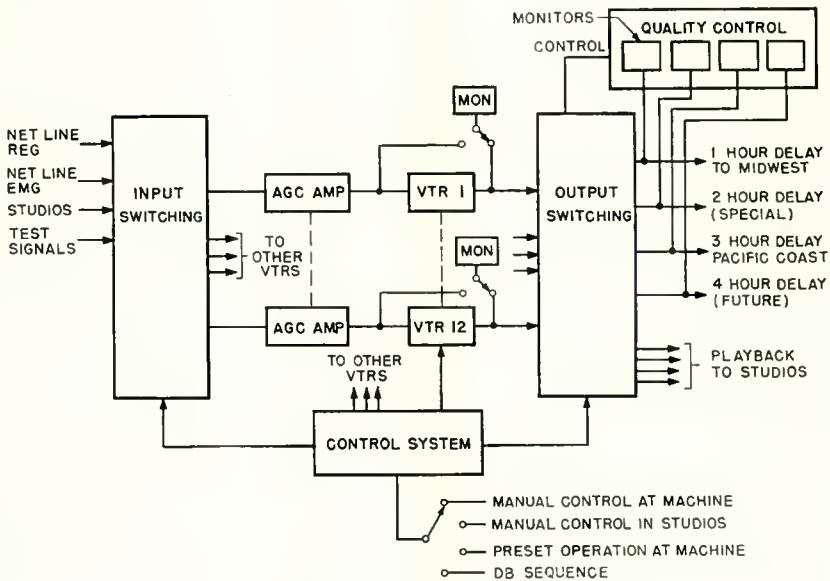 MONITORS
QUALITY CONTROL
CONTROL
MON
NET LINE
REG
NET LINE
EMG
STUDIOS
TEST
SIGNALS
INPUT
SWITCHING
AGC AMP
VTR 1
OUTPUT
SWITCHING
1 HOUR DELAY
TO MIDWEST
2 HOUR DELAY
(SPECIAL)
3 HOUR DELAY
PACIFIC COAST
4 HOUR DELAY
(FUTURE)
TO
OTHER
VTRS
MON
AGC AMP
VTR 12
TO OTHER
VTRS
PLAYBACK
TO STUDIOS
CONTROL SYSTEM
MANUAL CONTROL AT MACHINE
MANUAL CONTROL IN STUDIOS
PRESET OPERATION AT MACHINE
DB SEQUENCE